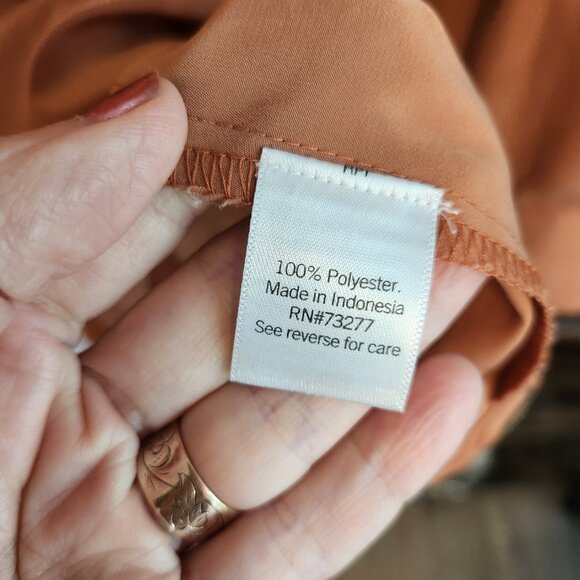 100% Polyester.
Made in Indonesia
RN#73277
See reverse for care